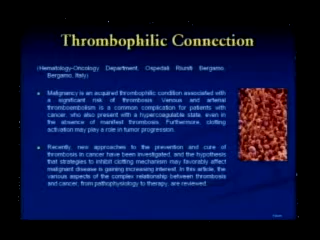 Thrombophilic Connection
(Hematology-Oncology Department, Ospedali Riuniti Bergamo,
Bergamo, Italy)
Malignancy is an acquired thrombophilic condition associated with
a significant risk of thrombosis. Venous and arterial
thromboembolism is a common complication for patients with
cancer, who also present with a hypercoagulable state, even in
the absence of manifest thrombosis. Furthermore, clotting
activation may play a role in tumor progression.
Recently, new approaches to the prevention and cure of
thrombosis in cancer have been investigated, and the hypothesis
that strategies to inhibit clotting mechanism may favorably affect
malignant disease is gaining increasing interest. In this article, the
various aspects of the complex relationship between thrombosis
and cancer, from pathophysiology to therapy, are reviewed.